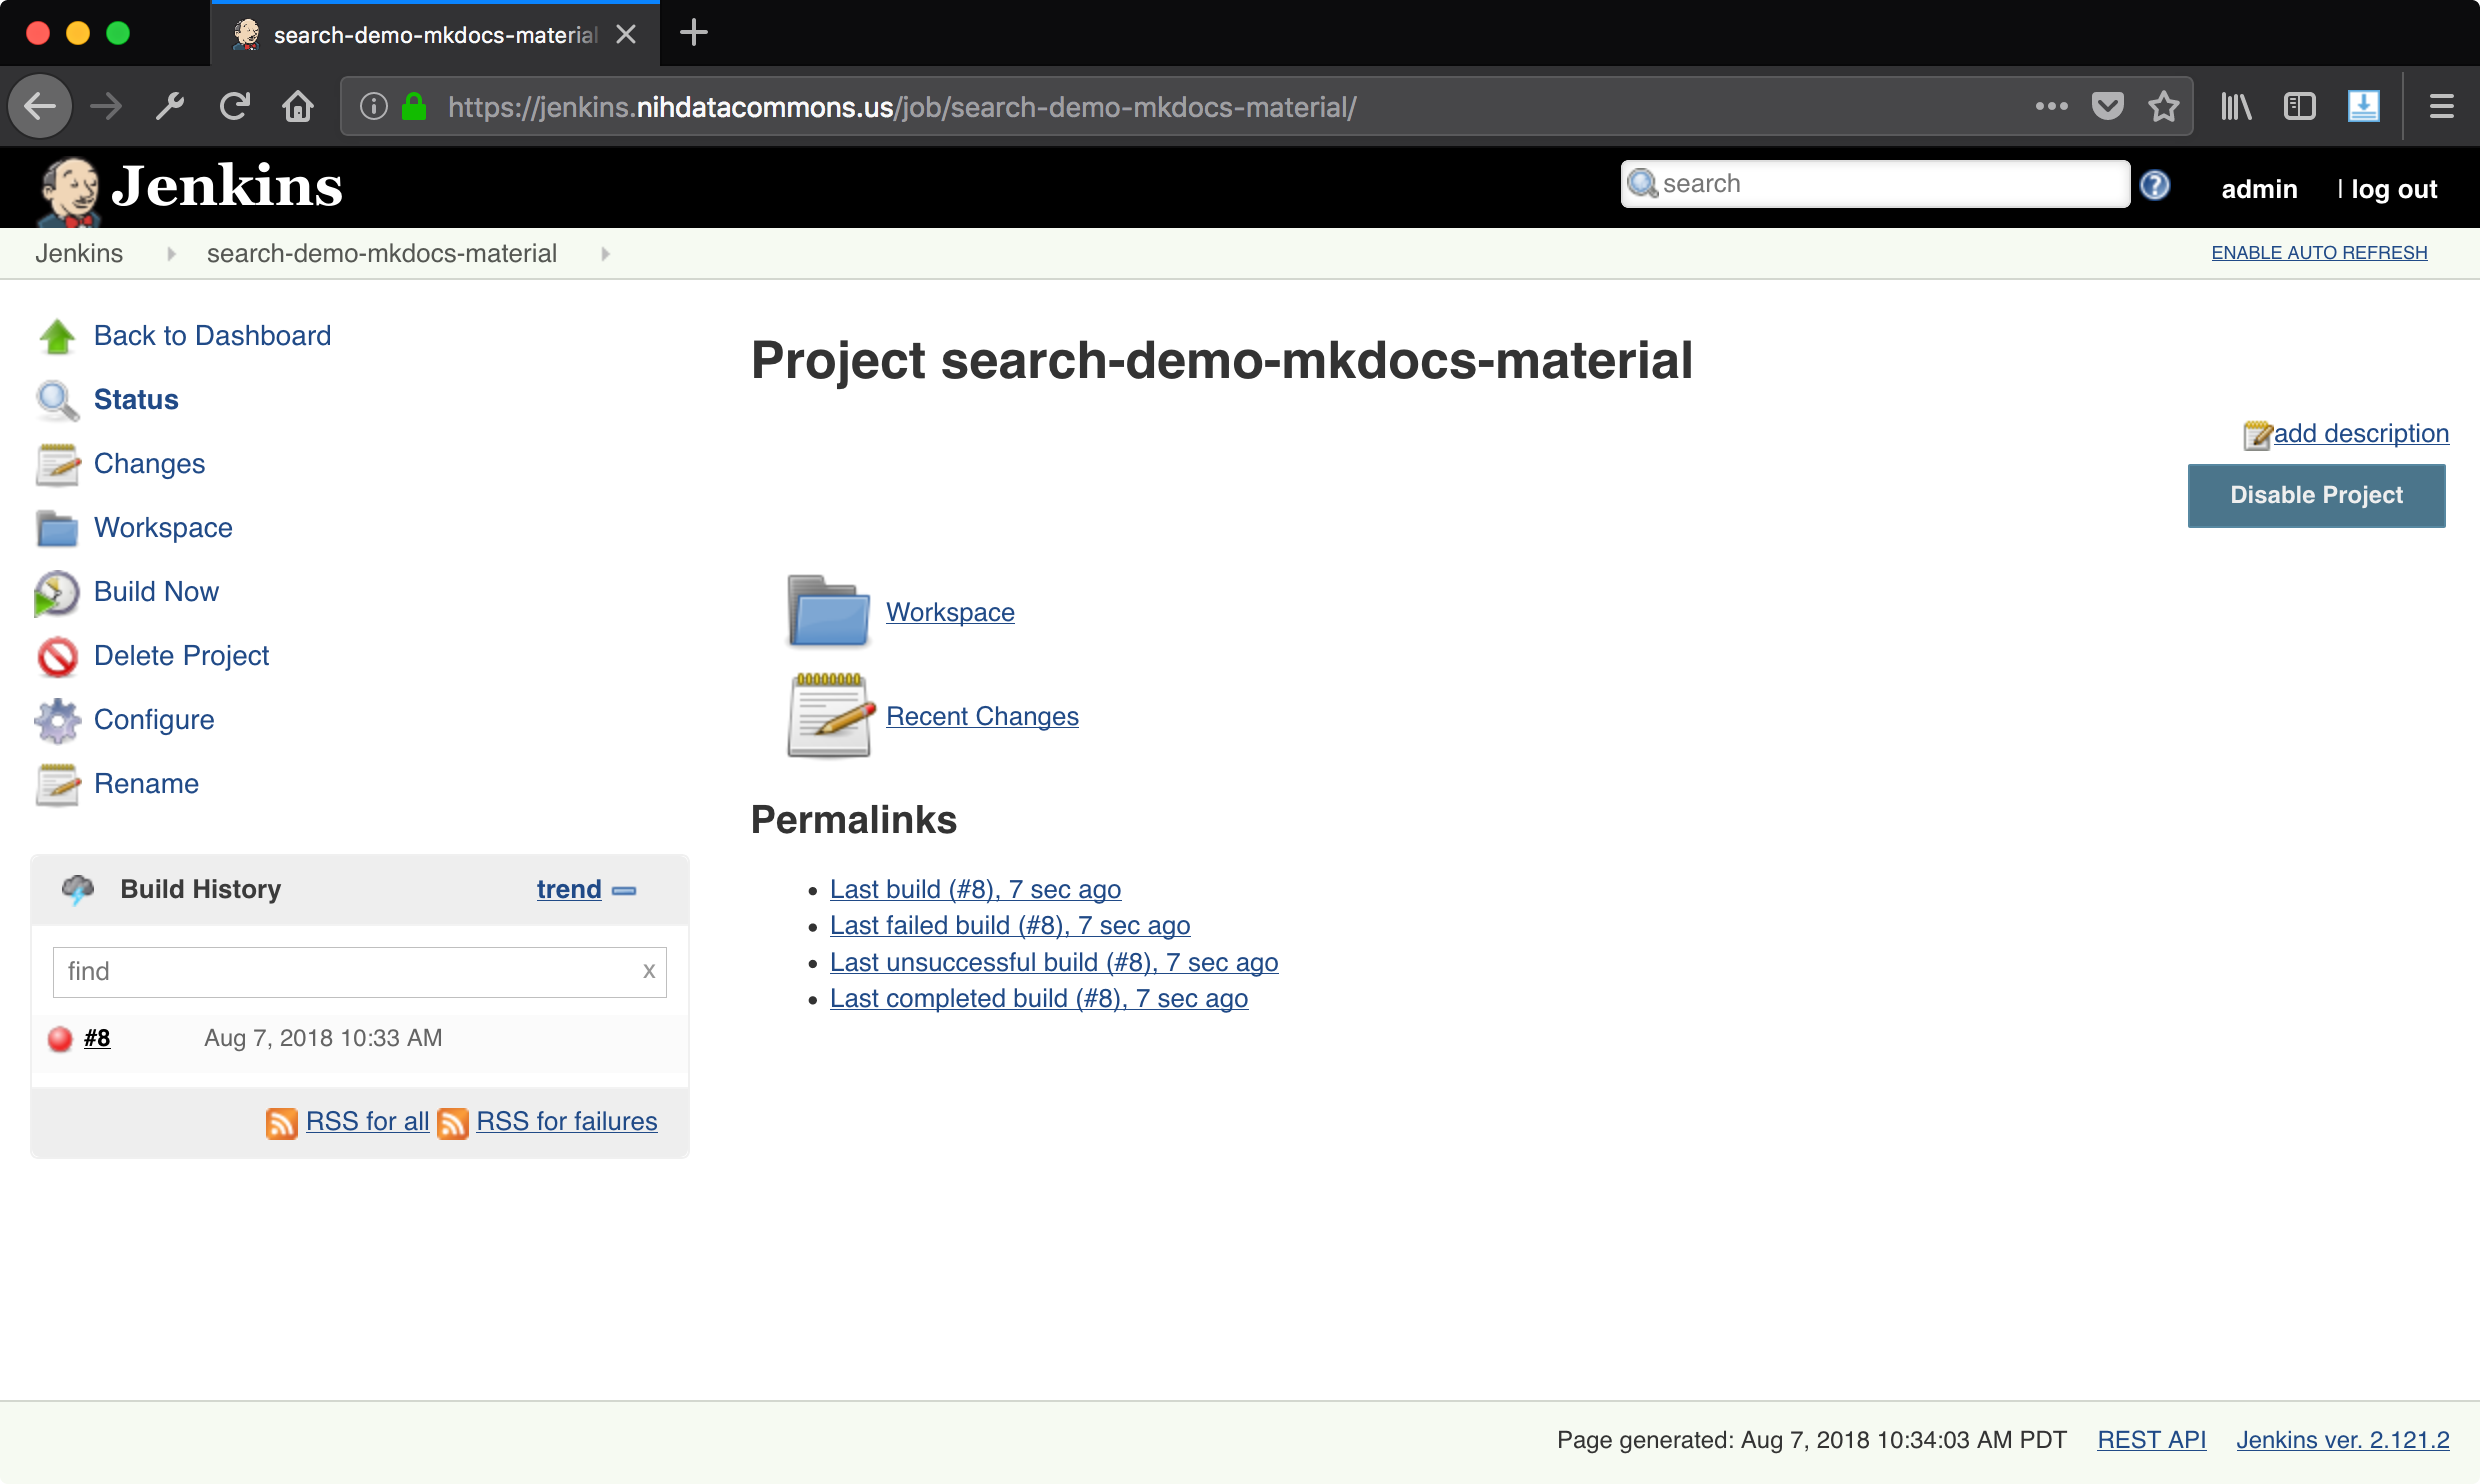 search-demo-mkdocs-material
https://jenkins.nihdatacommons.us/job/search-demo-mkdocs-material/
Jenkins
search
admin | log out
Jenkins search-demo-mkdocs-material
ENABLE AUTO REFRESH
Back to Dashboard
Status
Changes
Workspace
Build Now
Delete Project
Configure
Rename
Build History trend
find x
#8 Aug 7, 2018 10:33 AM
RSS for all RSS for failures
Project search-demo-mkdocs-material
add description
Disable Project
Workspace
Recent Changes
Permalinks
Last build (#8), 7 sec ago
Last failed build (#8), 7 sec ago
Last unsuccessful build (#8), 7 sec ago
Last completed build (#8), 7 sec ago
Page generated: Aug 7, 2018 10:34:03 AM PDT REST API Jenkins ver. 2.121.2